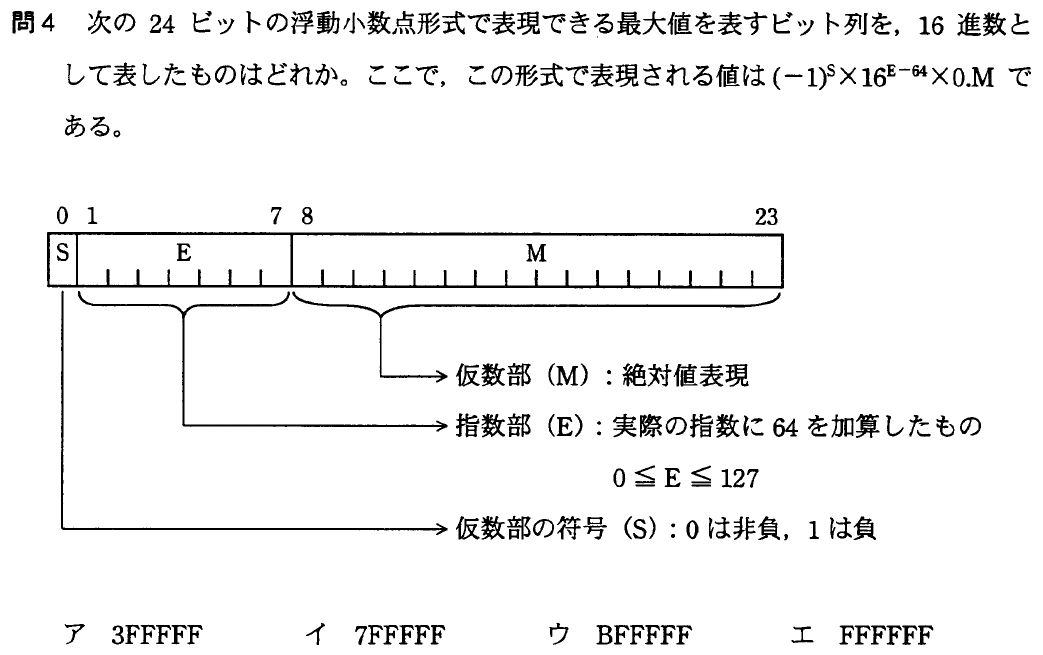 問4 次の 24 ビットの浮動小数点形式で表現できる最大値を表すビット列を，16 進数と
して表したものはどれか。ここで，この形式で表現される値は (－1)ˢ×16ᴱ⁻⁶⁴×0.M で
ある。
0 1 7 8 23
S E M
仮数部（M）：絶対値表現
指数部（E）：実際の指数に 64 を加算したもの
0 ≦ E ≦ 127
仮数部の符号（S）：0 は非負，1 は負
ア 3FFFFF イ 7FFFFF ウ BFFFFF エ FFFFFF